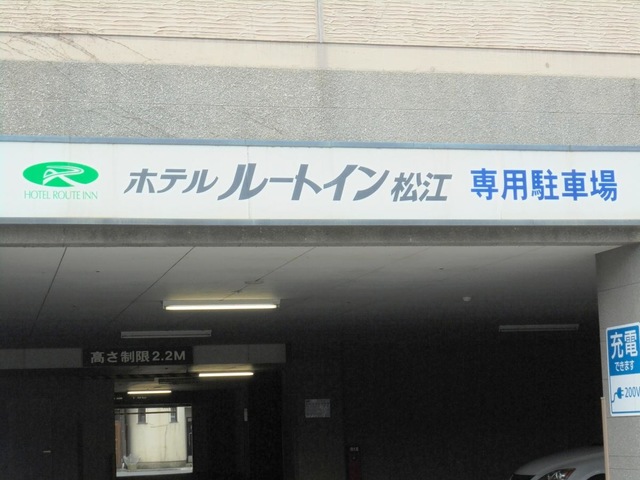 HOTEL ROUTE INN
ホテル ルートイン 松江 専用駐車場
高さ制限2.2M
充電
できます
200V